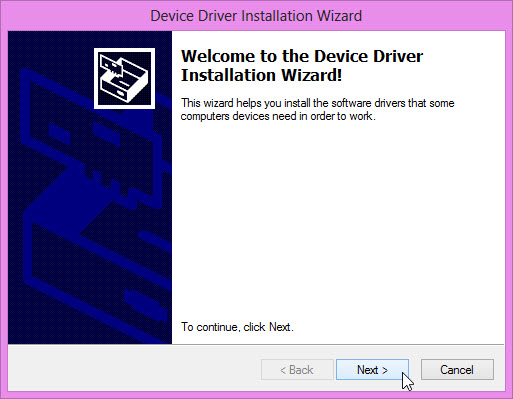 Device Driver Installation Wizard
Welcome to the Device Driver
Installation Wizard!
This wizard helps you install the software drivers that some
computers devices need in order to work.
To continue, click Next.
< Back
Next >
Cancel